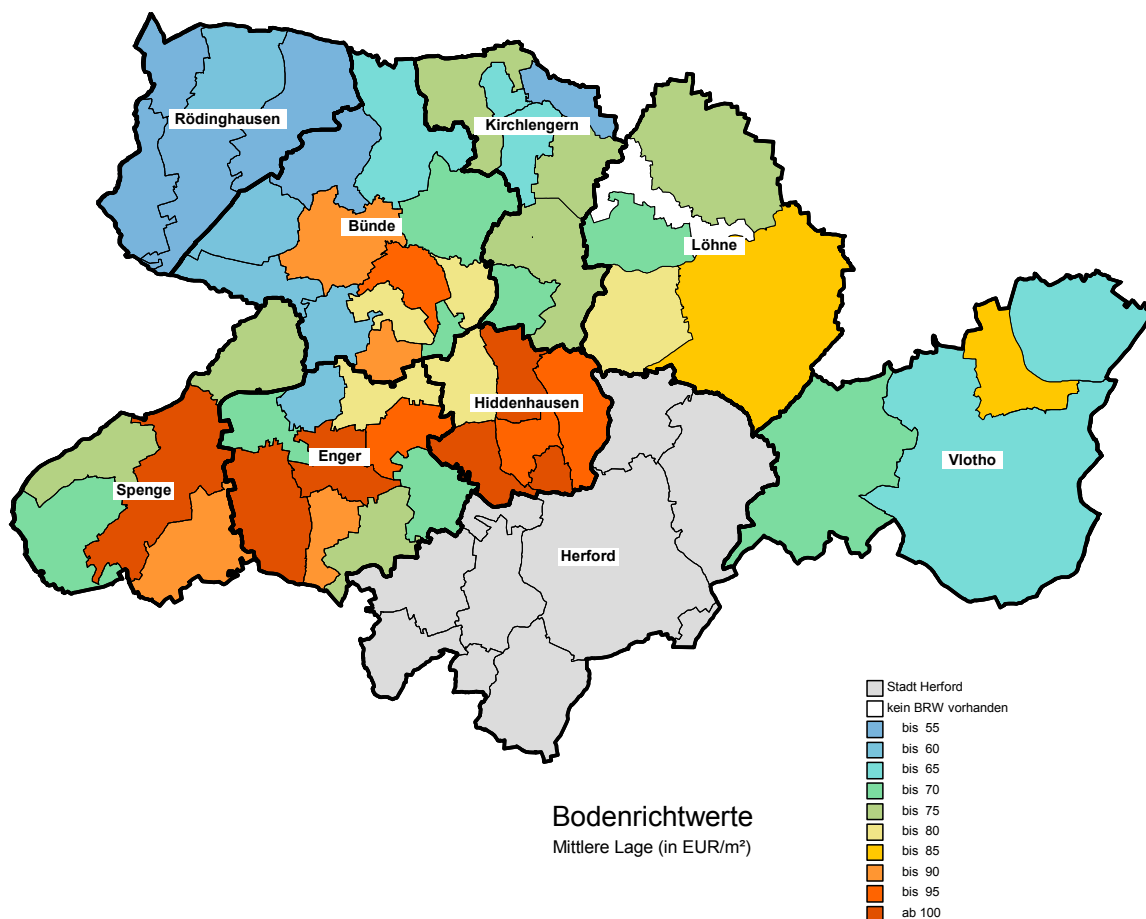 Rödinghausen
Kirchlengern
Bünde
Löhne
Hiddenhausen
Enger
Vlotho
Spenge
Herford
Stadt Herford
kein BRW vorhanden
bis 55
bis 60
bis 65
bis 70
bis 75
bis 80
bis 85
bis 90
bis 95
ab 100
Bodenrichtwerte
Mittlere Lage (in EUR/m²)